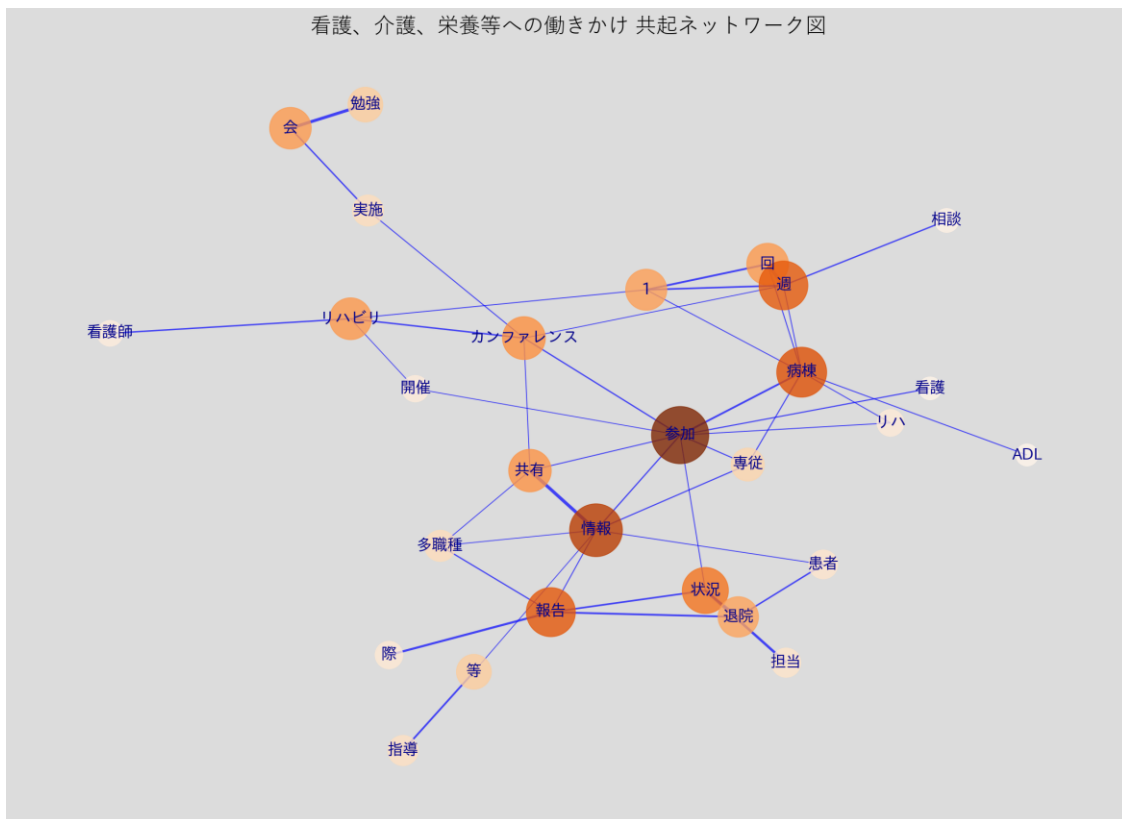 看護、介護、栄養等への働きかけ 共起ネットワーク図
勉強
会
実施
相談
回
週
1
リハビリ
看護師
カンファレンス
病棟
開催
看護
リハ
参加
ADL
専従
共有
情報
多職種
患者
状況
報告
退院
際
担当
等
指導